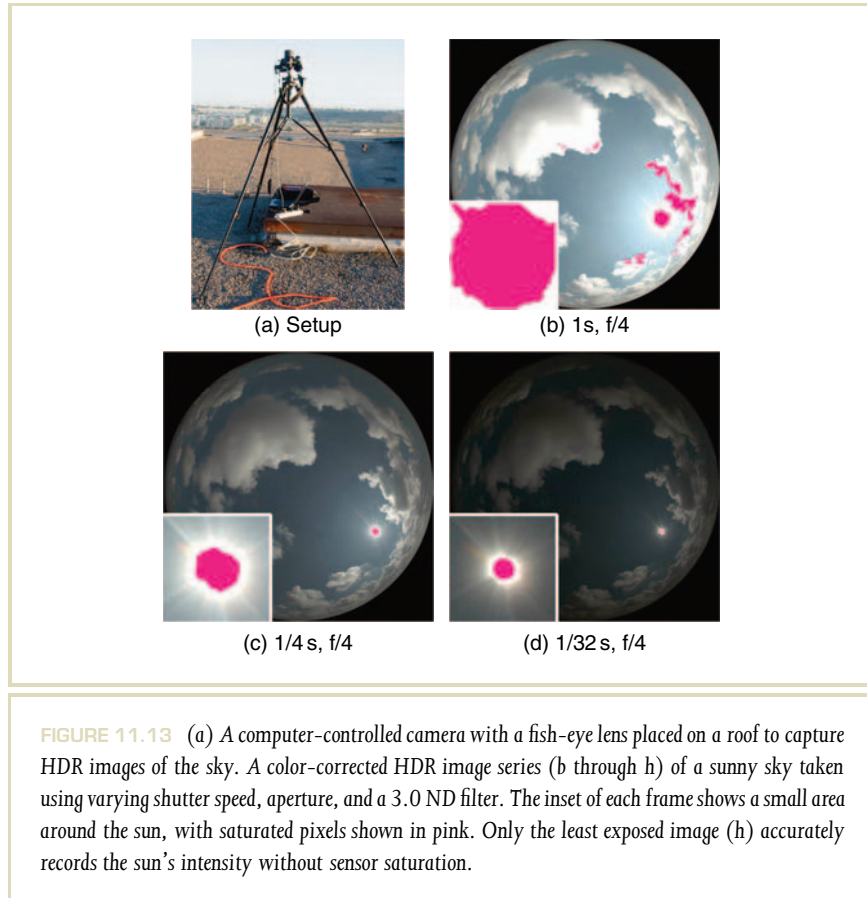 (a) Setup
(b) 1s, f/4
(c) 1/4 s, f/4
(d) 1/32 s, f/4
FIGURE 11.13 (a) A computer-controlled camera with a fish-eye lens placed on a roof to capture
HDR images of the sky. A color-corrected HDR image series (b through h) of a sunny sky taken
using varying shutter speed, aperture, and a 3.0 ND filter. The inset of each frame shows a small area
around the sun, with saturated pixels shown in pink. Only the least exposed image (h) accurately
records the sun's intensity without sensor saturation.